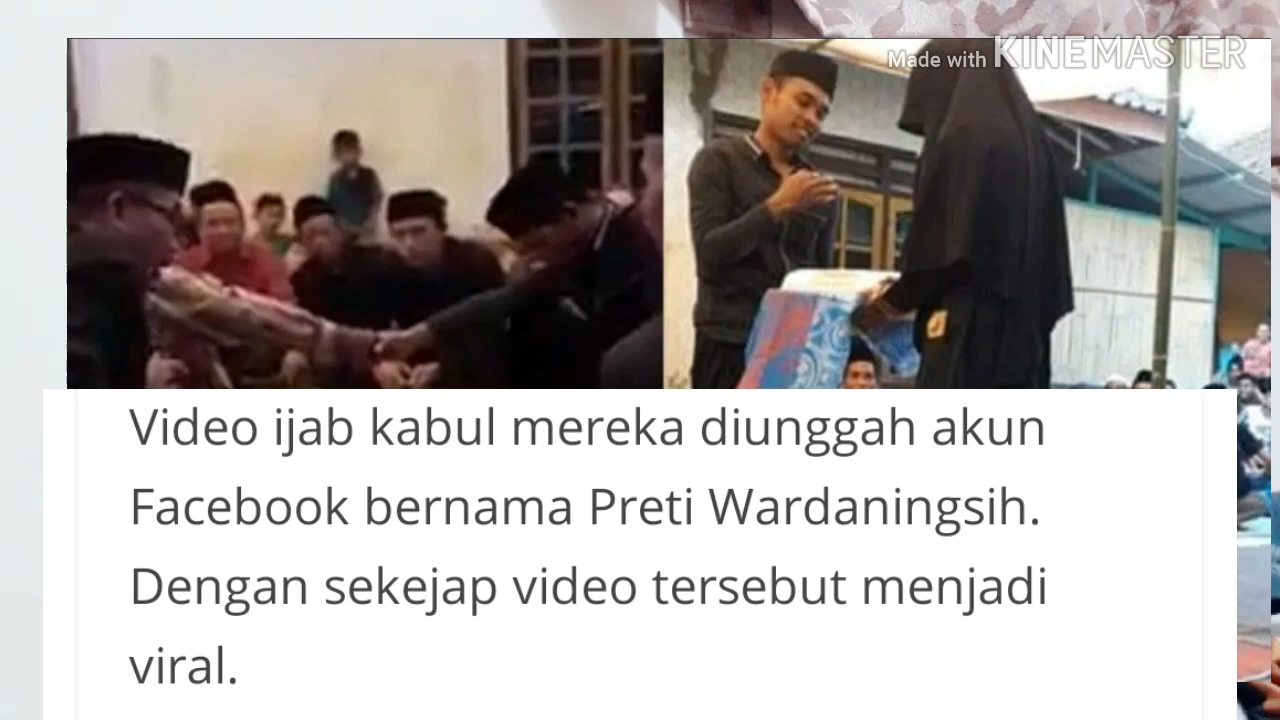 Made with KINEMASTER
Video ijab kabul mereka diunggah akun
Facebook bernama Preti Wardaningsih.
Dengan sekejap video tersebut menjadi
viral.